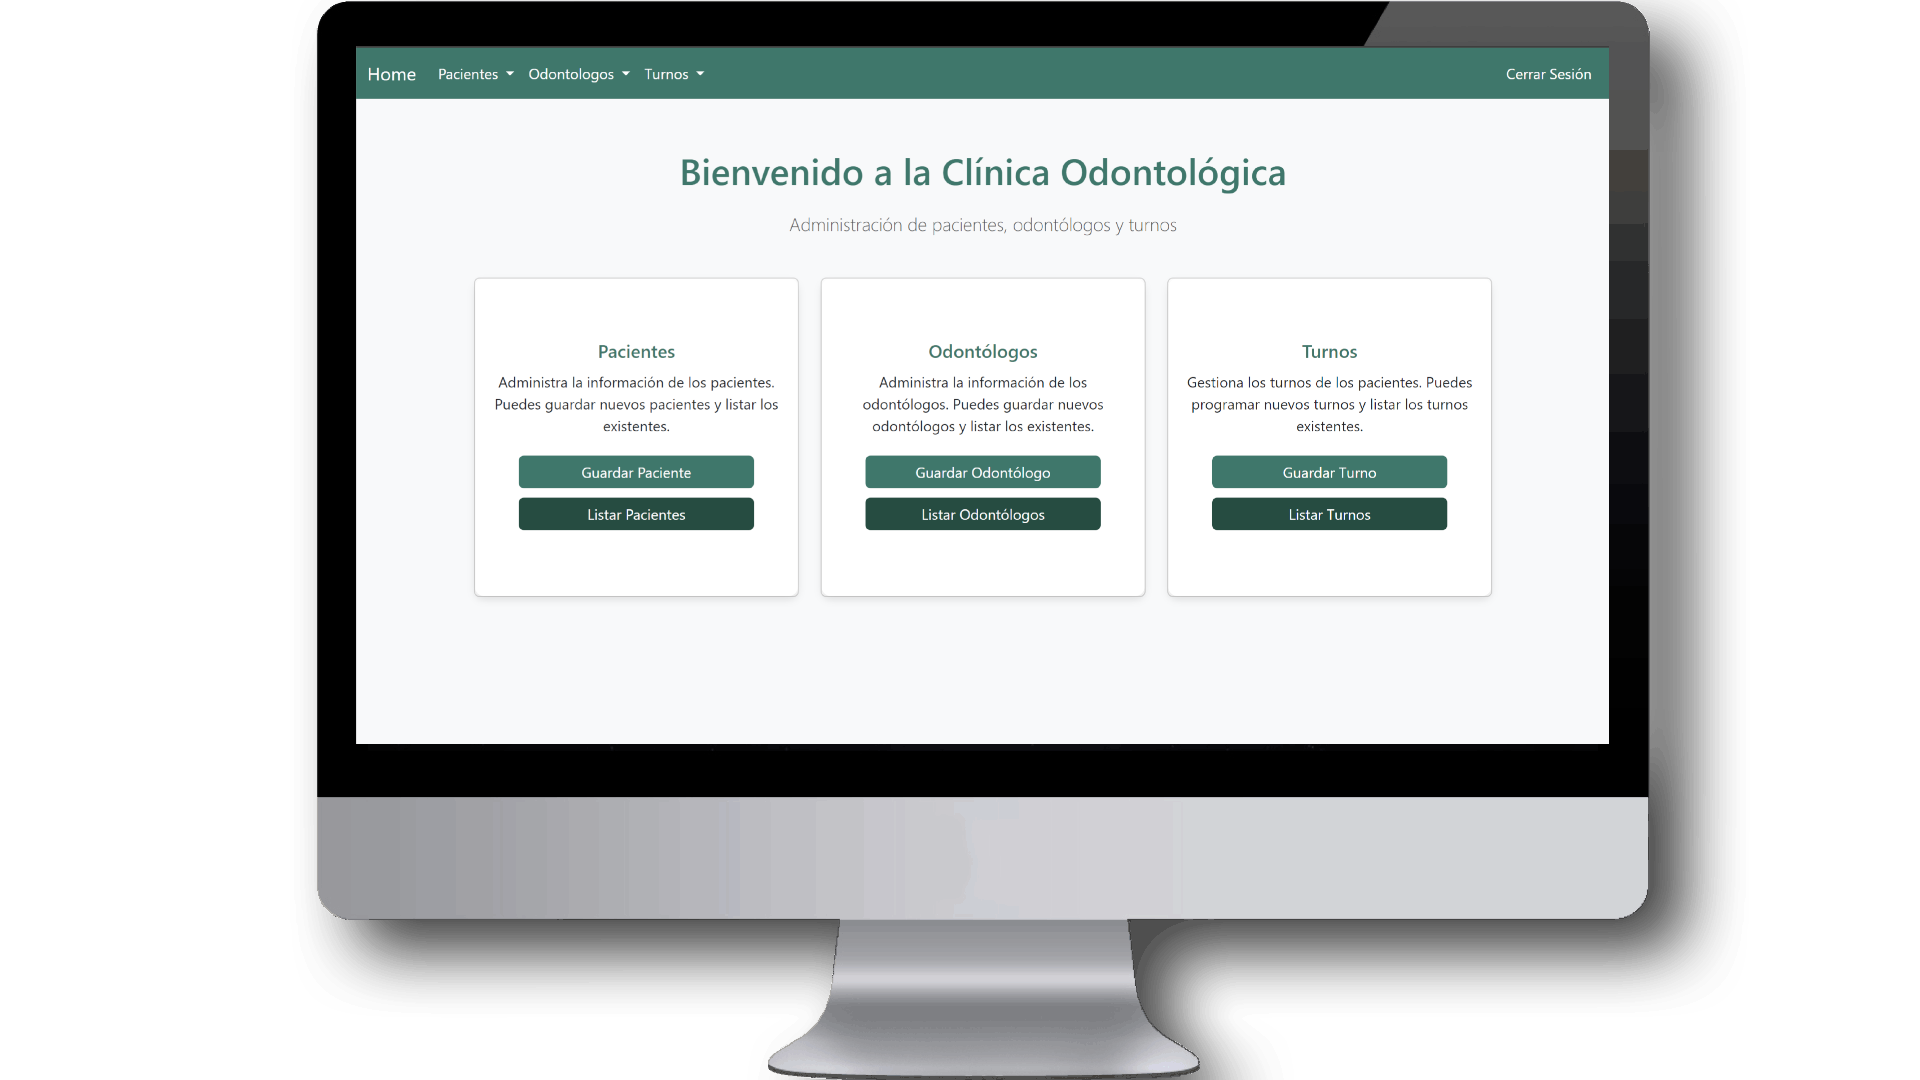 Home Pacientes Odontologos Turnos Cerrar Sesión
Bienvenido a la Clínica Odontológica
Administración de pacientes, odontólogos y turnos
Pacientes
Administra la información de los pacientes.
Puedes guardar nuevos pacientes y listar los
existentes.
Guardar Paciente
Listar Pacientes
Odontólogos
Administra la información de los
odontólogos. Puedes guardar nuevos
odontólogos y listar los existentes.
Guardar Odontólogo
Listar Odontólogos
Turnos
Gestiona los turnos de los pacientes. Puedes
programar nuevos turnos y listar los turnos
existentes.
Guardar Turno
Listar Turnos